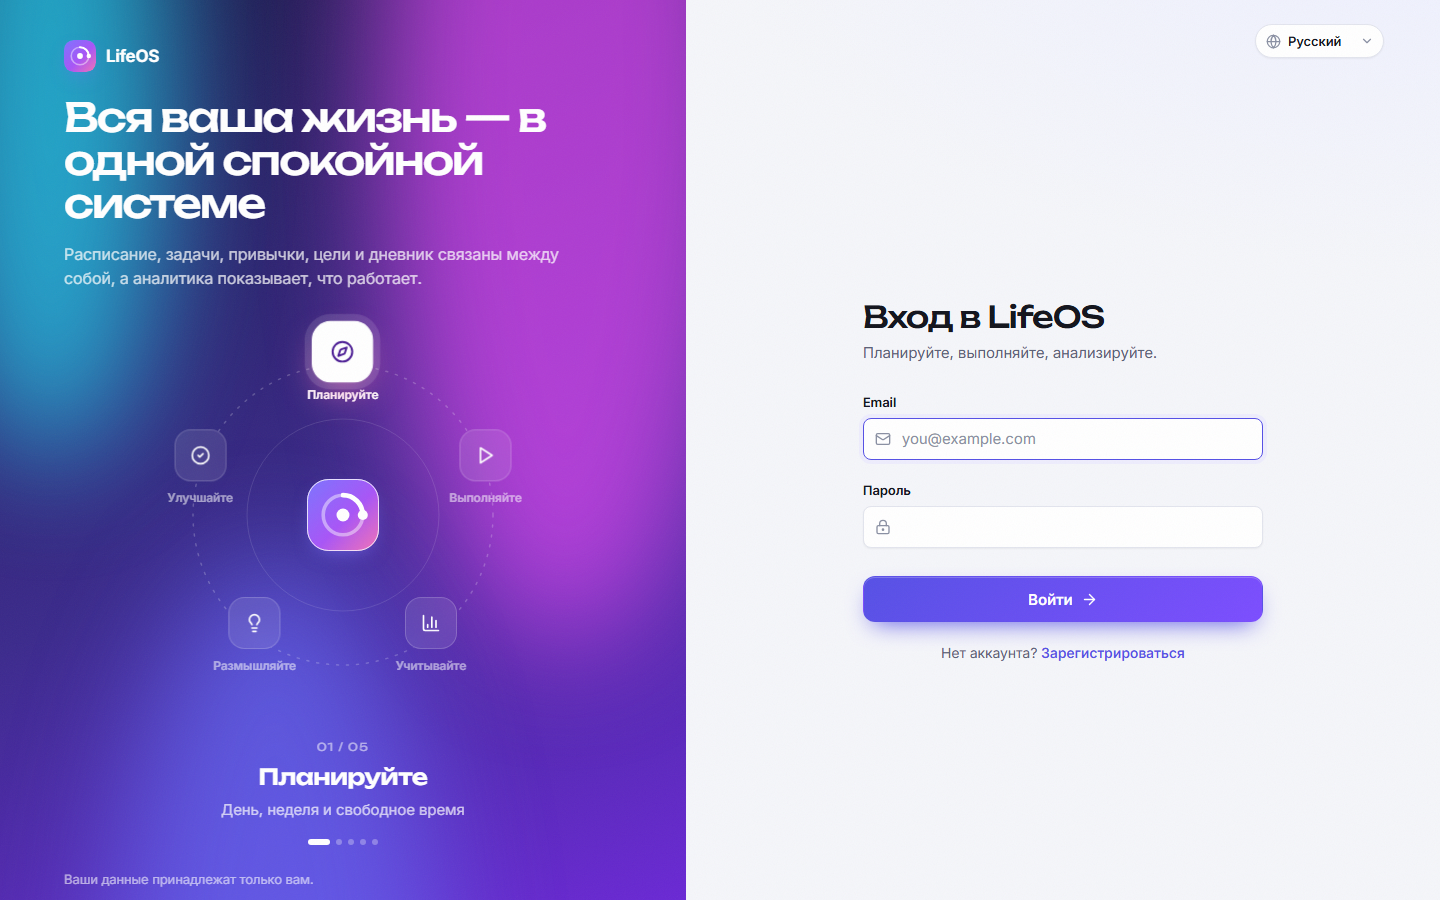 LifeOS
Вся ваша жизнь — в
одной спокойной
системе
Расписание, задачи, привычки, цели и дневник связаны между
собой, а аналитика показывает, что работает.
Планируйте
Улучшайте
Выполняйте
Размышляйте
Учитывайте
01 / 05
Планируйте
День, неделя и свободное время
Ваши данные принадлежат только вам.
Русский
Вход в LifeOS
Планируйте, выполняйте, анализируйте.
Email
you@example.com
Пароль
Войти
Нет аккаунта? Зарегистрироваться